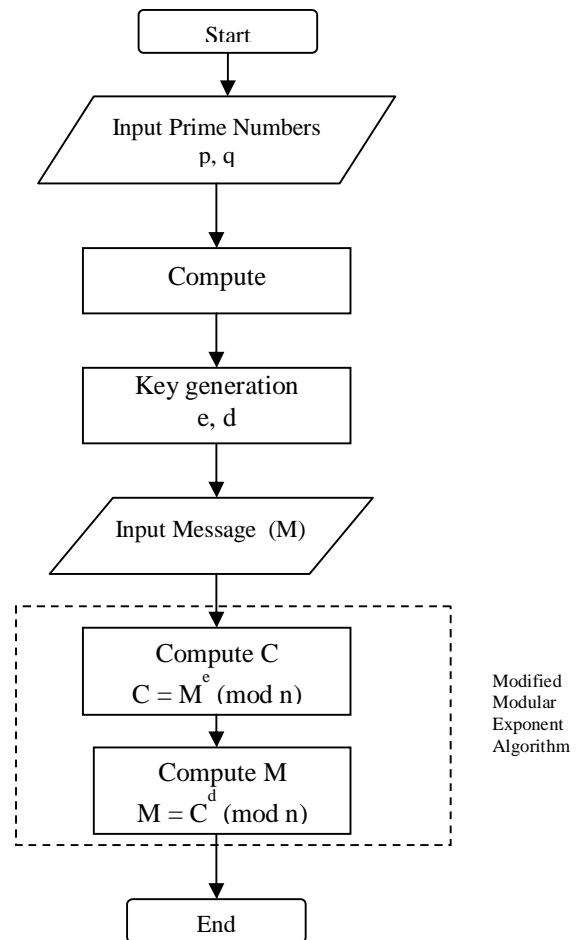 Start
Input Prime Numbers
p, q
Compute
Key generation
e, d
Input Message (M)
Compute C
C = M^e (mod n)
Compute M
M = C^d (mod n)
Modified
Modular
Exponent
Algorithm
End